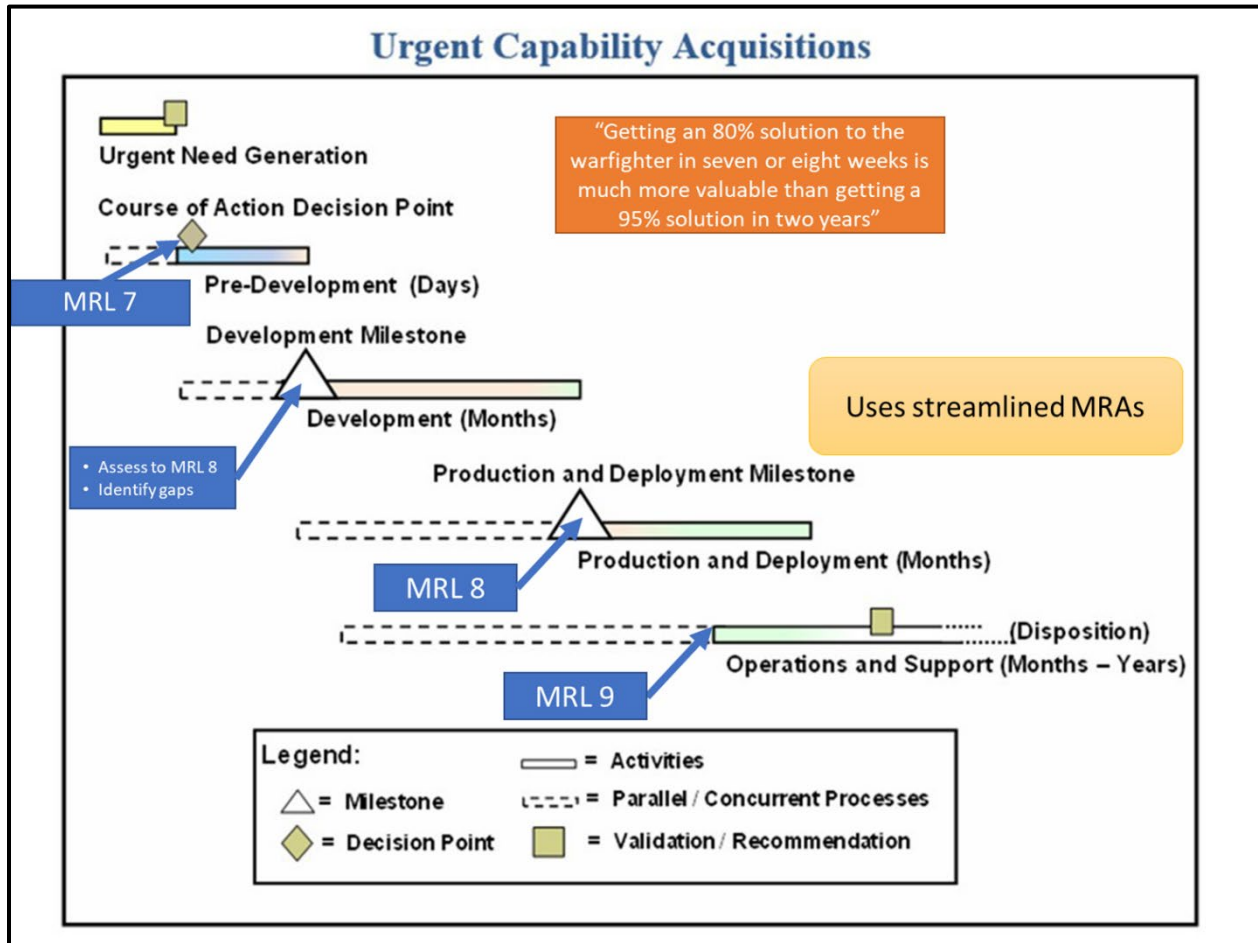 Urgent Capability Acquisitions
Urgent Need Generation
“Getting an 80% solution to the
warfighter in seven or eight weeks is
much more valuable than getting a
95% solution in two years”
Course of Action Decision Point
MRL 7
Pre-Development (Days)
Development Milestone
Development (Months)
Uses streamlined MRAs
• Assess to MRL 8
• Identify gaps
Production and Deployment Milestone
Production and Deployment (Months)
MRL 8
(Disposition)
Operations and Support (Months – Years)
MRL 9
Legend:
= Activities
= Milestone
= Parallel / Concurrent Processes
= Decision Point
= Validation / Recommendation